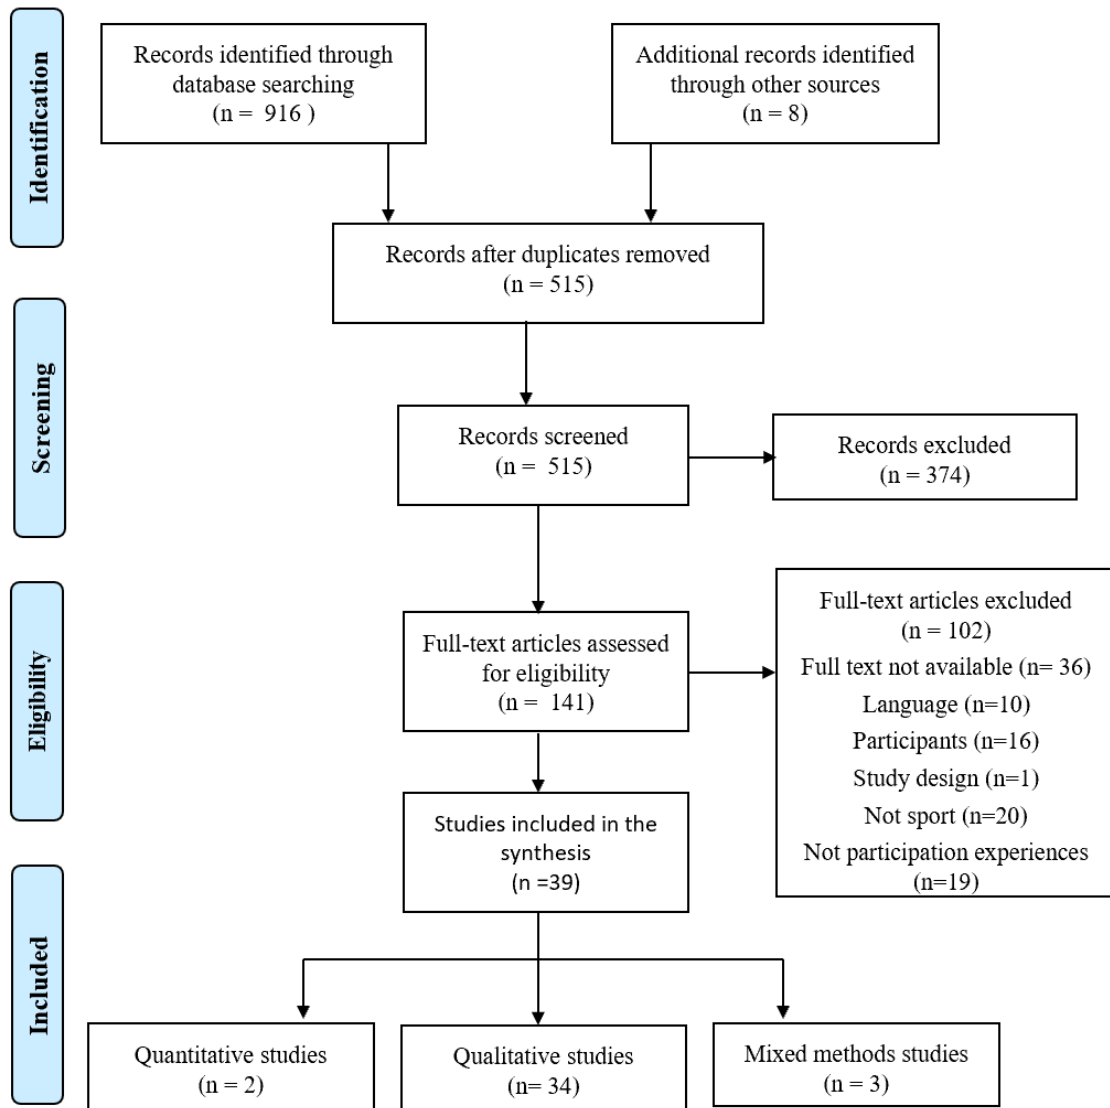 Identification
Records identified through
database searching
(n = 916 )
Additional records identified
through other sources
(n = 8)
Records after duplicates removed
(n = 515)
Screening
Records screened
(n = 515)
Records excluded
(n = 374)
Eligibility
Full-text articles assessed
for eligibility
(n = 141)
Full-text articles excluded
(n = 102)
Full text not available (n= 36)
Language (n=10)
Participants (n=16)
Study design (n=1)
Not sport (n=20)
Not participation experiences
(n=19)
Studies included in the
synthesis
(n =39)
Included
Quantitative studies
(n = 2)
Qualitative studies
(n= 34)
Mixed methods studies
(n = 3)